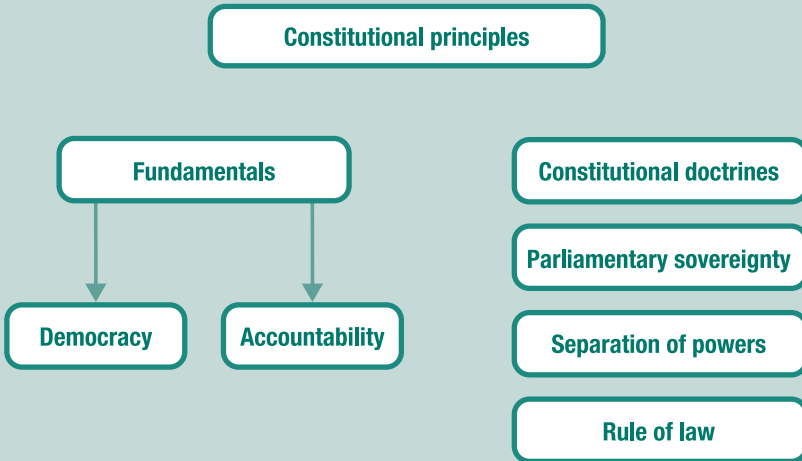 Constitutional principles
Fundamentals
Democracy
Accountability
Constitutional doctrines
Parliamentary sovereignty
Separation of powers
Rule of law